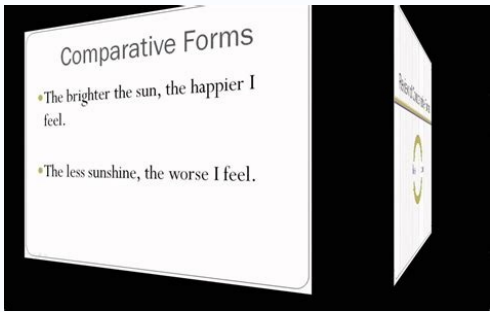 Comparative Forms
•The brighter the sun, the happier I
feel.
•The less sunshine, the worse I feel.